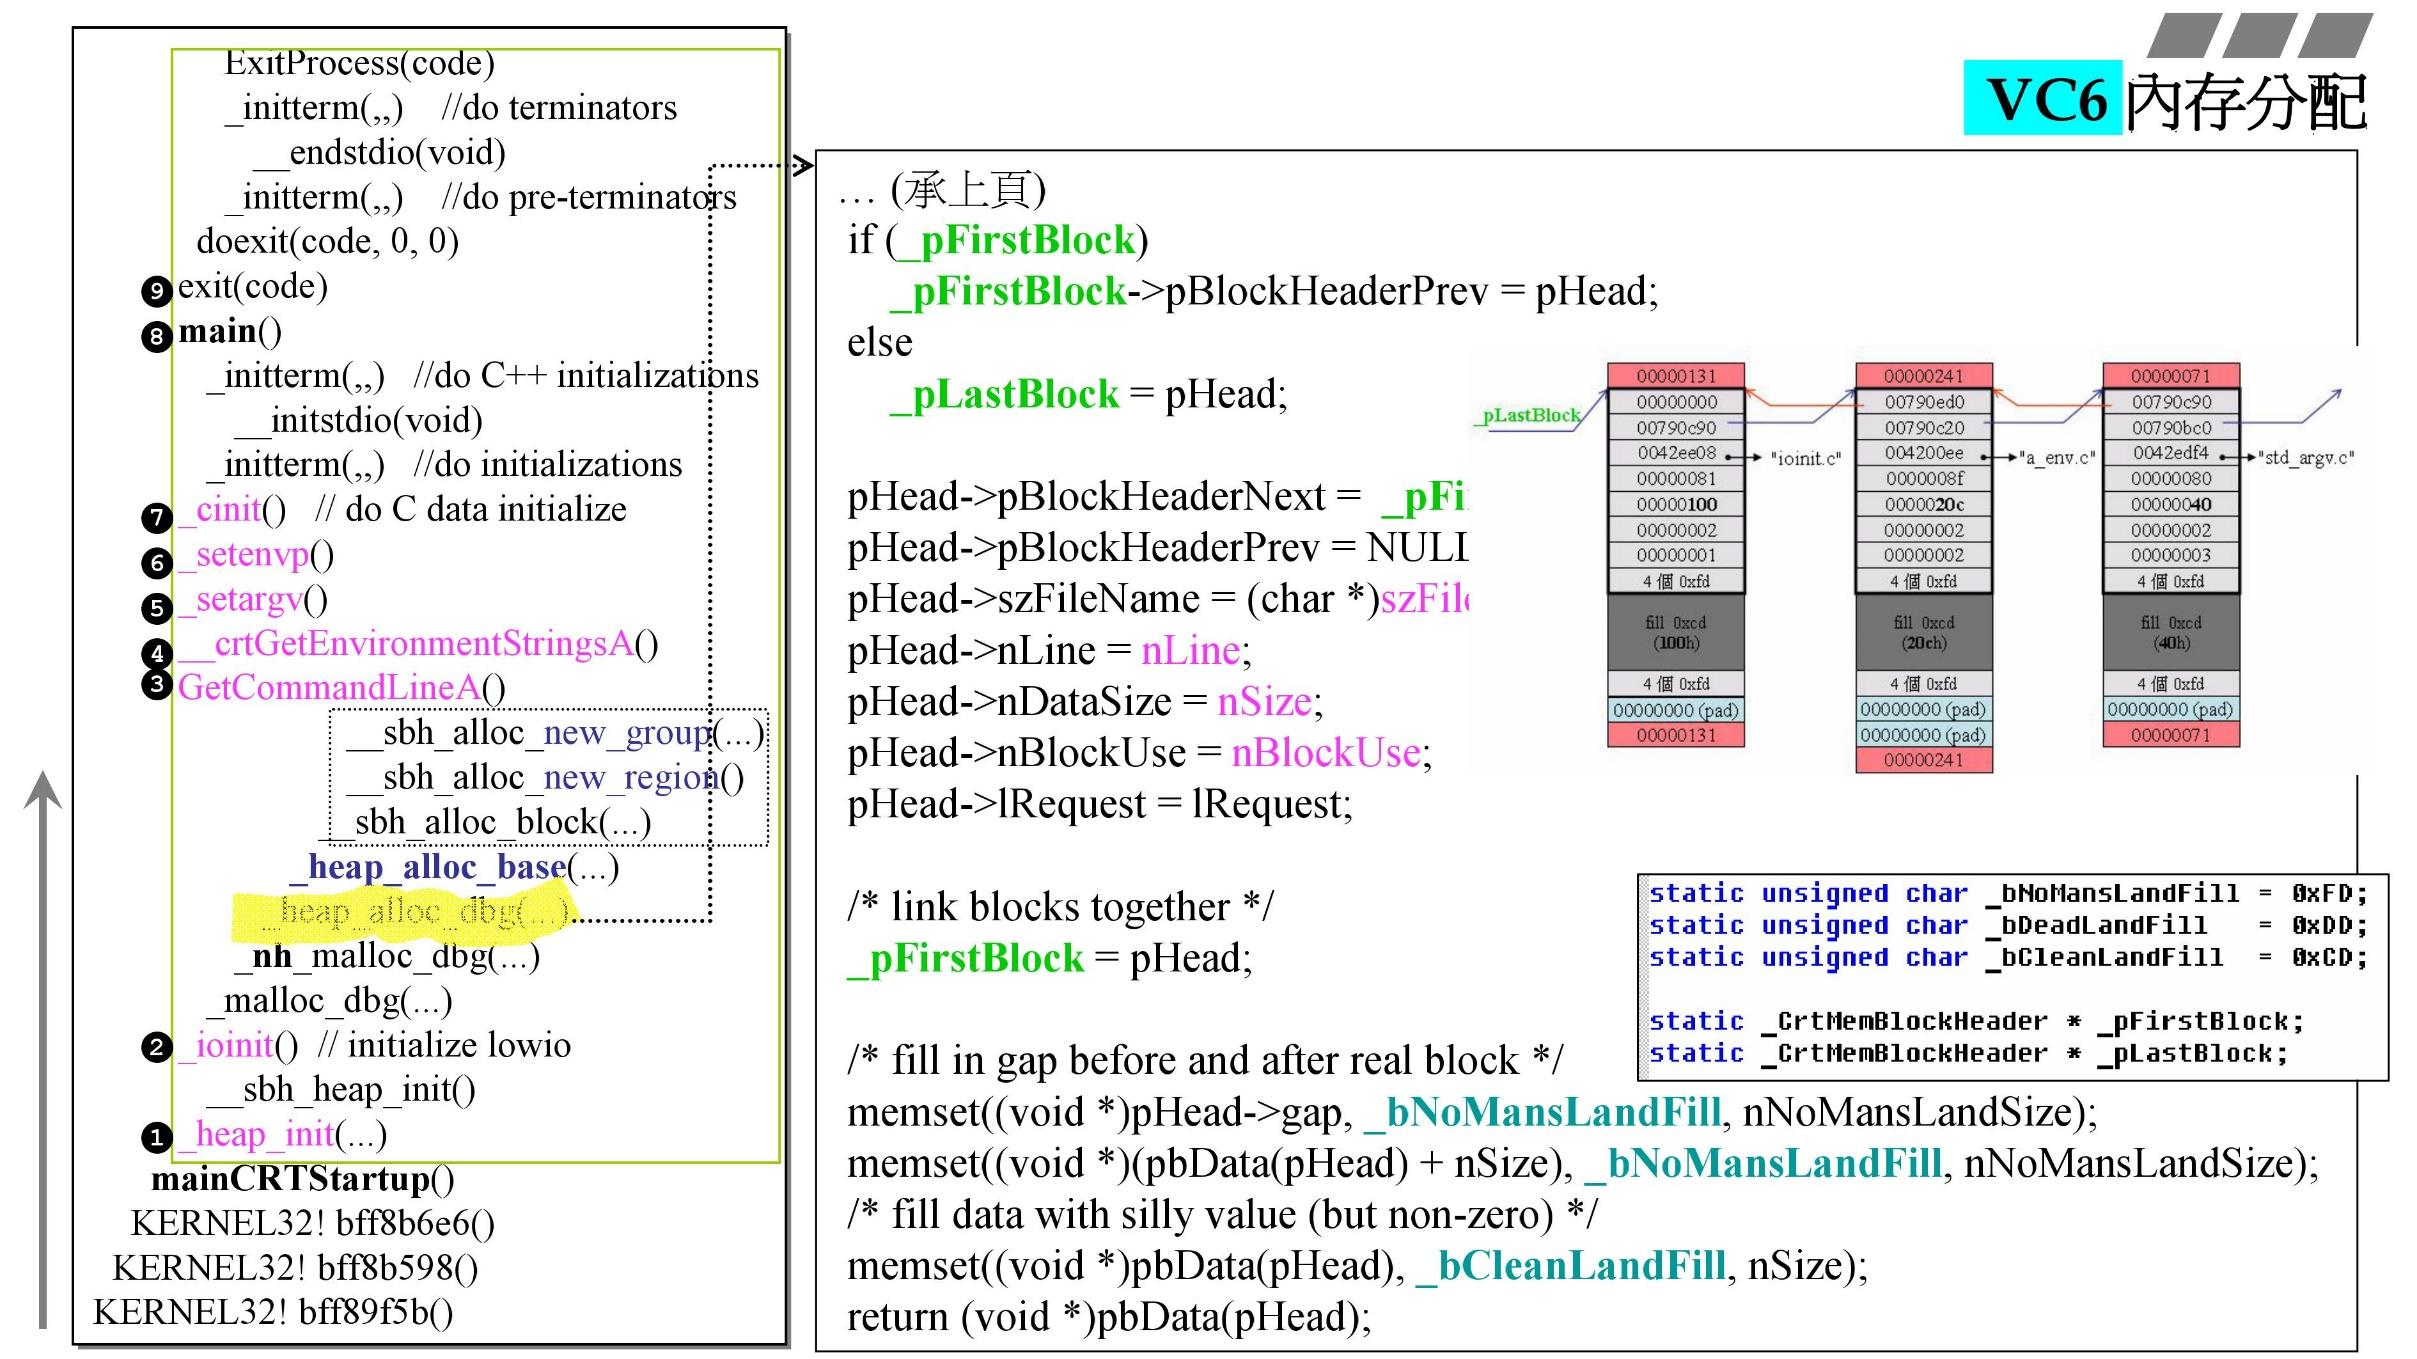 VC6 內存分配
ExitProcess(code)
_initterm(,,) //do terminators
__endstdio(void)
_initterm(,,) //do pre-terminators
doexit(code, 0, 0)
❾ exit(code)
❽ main()
_initterm(,,) //do C++ initializations
__initstdio(void)
_initterm(,,) //do initializations
❼ _cinit() // do C data initialize
❻ _setenvp()
❺ _setargv()
❹ __crtGetEnvironmentStringsA()
❸ GetCommandLineA()
__sbh_alloc_new_group(...)
__sbh_alloc_new_region()
__sbh_alloc_block(...)
_heap_alloc_base(...)
_heap_alloc_dbg(...)
_nh_malloc_dbg(...)
_malloc_dbg(...)
❷ _ioinit() // initialize lowio
__sbh_heap_init()
❶ _heap_init(...)
mainCRTStartup()
KERNEL32! bff8b6e6()
KERNEL32! bff8b598()
KERNEL32! bff89f5b()
… (承上頁)
if (_pFirstBlock)
_pFirstBlock->pBlockHeaderPrev = pHead;
else
_pLastBlock = pHead;
pHead->pBlockHeaderNext = _pFi
pHead->pBlockHeaderPrev = NULL
pHead->szFileName = (char *)szFile
pHead->nLine = nLine;
pHead->nDataSize = nSize;
pHead->nBlockUse = nBlockUse;
pHead->lRequest = lRequest;
/* link blocks together */
_pFirstBlock = pHead;
/* fill in gap before and after real block */
memset((void *)pHead->gap, _bNoMansLandFill, nNoMansLandSize);
memset((void *)(pbData(pHead) + nSize), _bNoMansLandFill, nNoMansLandSize);
/* fill data with silly value (but non-zero) */
memset((void *)pbData(pHead), _bCleanLandFill, nSize);
return (void *)pbData(pHead);
_pLastBlock
00000131
00000000
00790c90
0042ee08
"ioinit.c"
00000081
00000100
00000002
00000001
4 個 0xfd
fill 0xcd
(100h)
4 個 0xfd
00000000 (pad)
00000131
00000241
00790ed0
00790c20
004200ee
"a_env.c"
0000008f
0000020c
00000002
00000002
4 個 0xfd
fill 0xcd
(20ch)
4 個 0xfd
00000000 (pad)
00000000 (pad)
00000241
00000071
00790c90
00790bc0
0042edf4
"std_argv.c"
00000080
00000040
00000002
00000003
4 個 0xfd
fill 0xcd
(40h)
4 個 0xfd
00000000 (pad)
00000071
static unsigned char _bNoMansLandFill = 0xFD;
static unsigned char _bDeadLandFill = 0xDD;
static unsigned char _bCleanLandFill = 0xCD;
static _CrtMemBlockHeader * _pFirstBlock;
static _CrtMemBlockHeader * _pLastBlock;